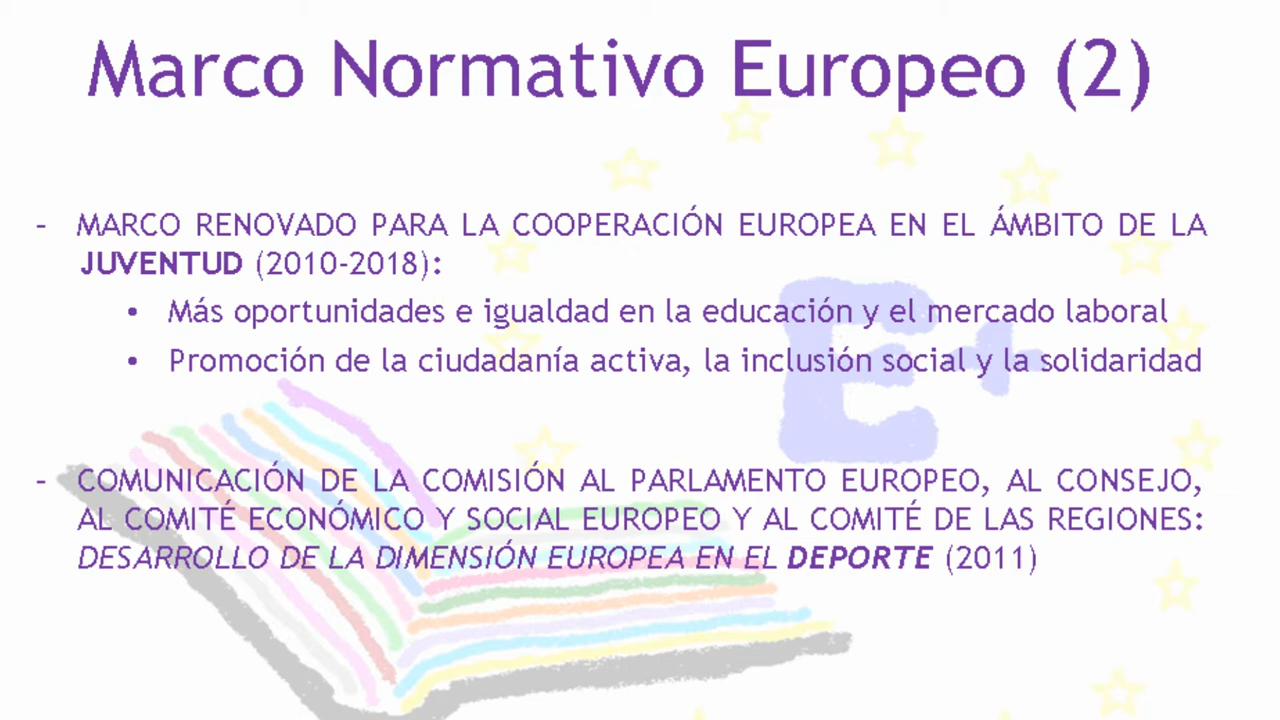 Marco Normativo Europeo (2)
- MARCO RENOVADO PARA LA COOPERACIÓN EUROPEA EN EL ÁMBITO DE LA
JUVENTUD (2010-2018):
• Más oportunidades e igualdad en la educación y el mercado laboral
• Promoción de la ciudadanía activa, la inclusión social y la solidaridad
E+
- COMUNICACIÓN DE LA COMISIÓN AL PARLAMENTO EUROPEO, AL CONSEJO,
AL COMITÉ ECONÓMICO Y SOCIAL EUROPEO Y AL COMITÉ DE LAS REGIONES:
DESARROLLO DE LA DIMENSIÓN EUROPEA EN EL DEPORTE (2011)